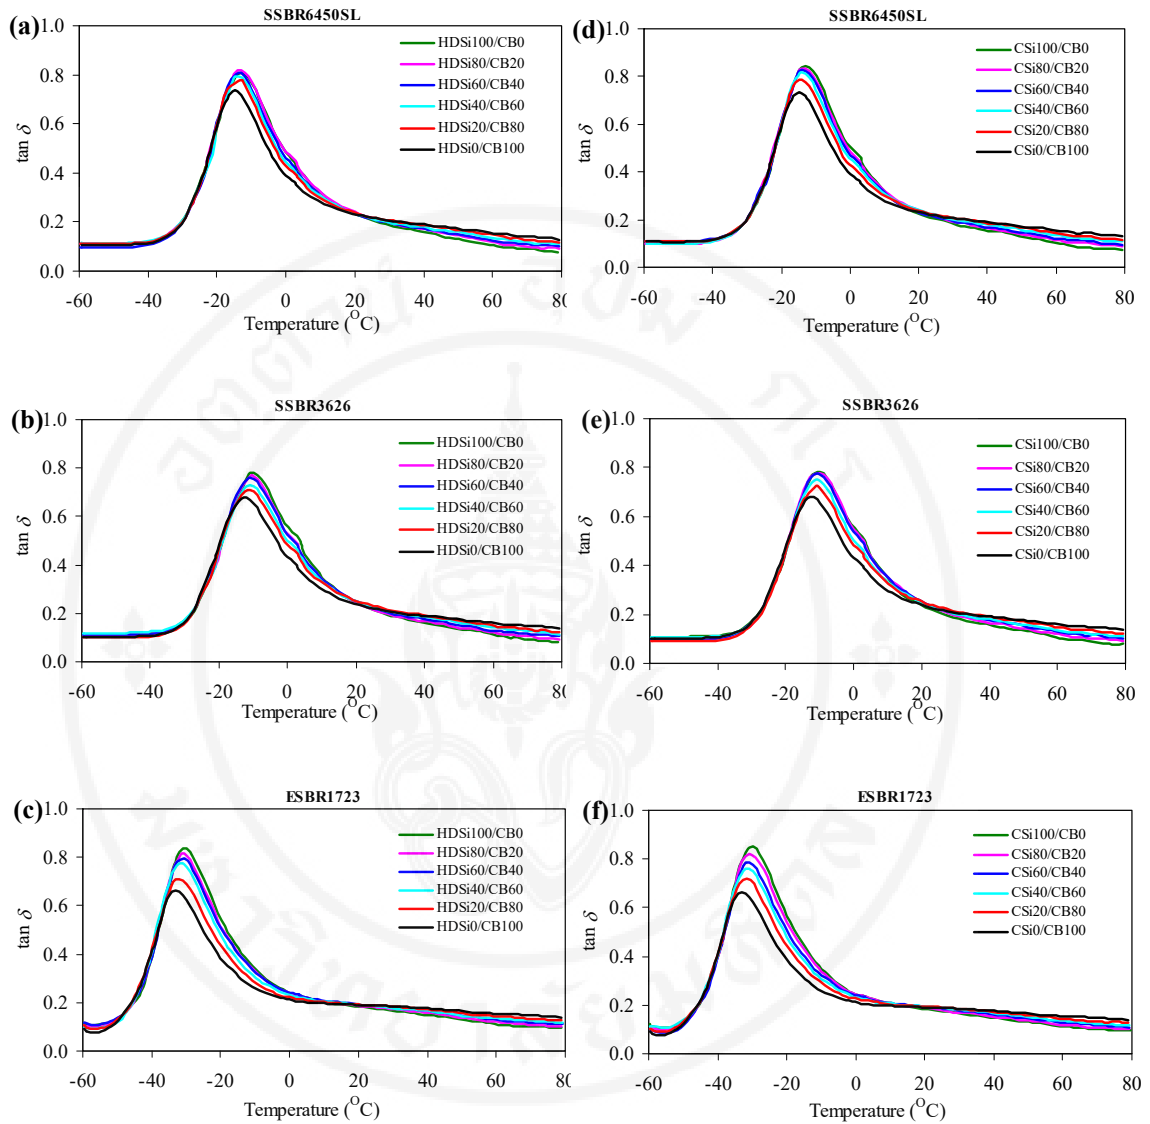 (a)
SSBR6450SL
tan δ
1.0
0.8
0.6
0.4
0.2
0.0
HDSi100/CB0
HDSi80/CB20
HDSi60/CB40
HDSi40/CB60
HDSi20/CB80
HDSi0/CB100
-60 -40 -20 0 20 40 60 80
Temperature (°C)
(d)
SSBR6450SL
tan δ
1.0
0.8
0.6
0.4
0.2
0.0
CSi100/CB0
CSi80/CB20
CSi60/CB40
CSi40/CB60
CSi20/CB80
CSi0/CB100
-60 -40 -20 0 20 40 60 80
Temperature (°C)
(b)
SSBR3626
tan δ
1.0
0.8
0.6
0.4
0.2
0.0
HDSi100/CB0
HDSi80/CB20
HDSi60/CB40
HDSi40/CB60
HDSi20/CB80
HDSi0/CB100
-60 -40 -20 0 20 40 60 80
Temperature (°C)
(e)
SSBR3626
tan δ
1.0
0.8
0.6
0.4
0.2
0.0
CSi100/CB0
CSi80/CB20
CSi60/CB40
CSi40/CB60
CSi20/CB80
CSi0/CB100
-60 -40 -20 0 20 40 60 80
Temperature (°C)
(c)
ESBR1723
tan δ
1.0
0.8
0.6
0.4
0.2
0.0
HDSi100/CB0
HDSi80/CB20
HDSi60/CB40
HDSi40/CB60
HDSi20/CB80
HDSi0/CB100
-60 -40 -20 0 20 40 60 80
Temperature (°C)
(f)
ESBR1723
tan δ
1.0
0.8
0.6
0.4
0.2
0.0
CSi100/CB0
CSi80/CB20
CSi60/CB40
CSi40/CB60
CSi20/CB80
CSi0/CB100
-60 -40 -20 0 20 40 60 80
Temperature (°C)